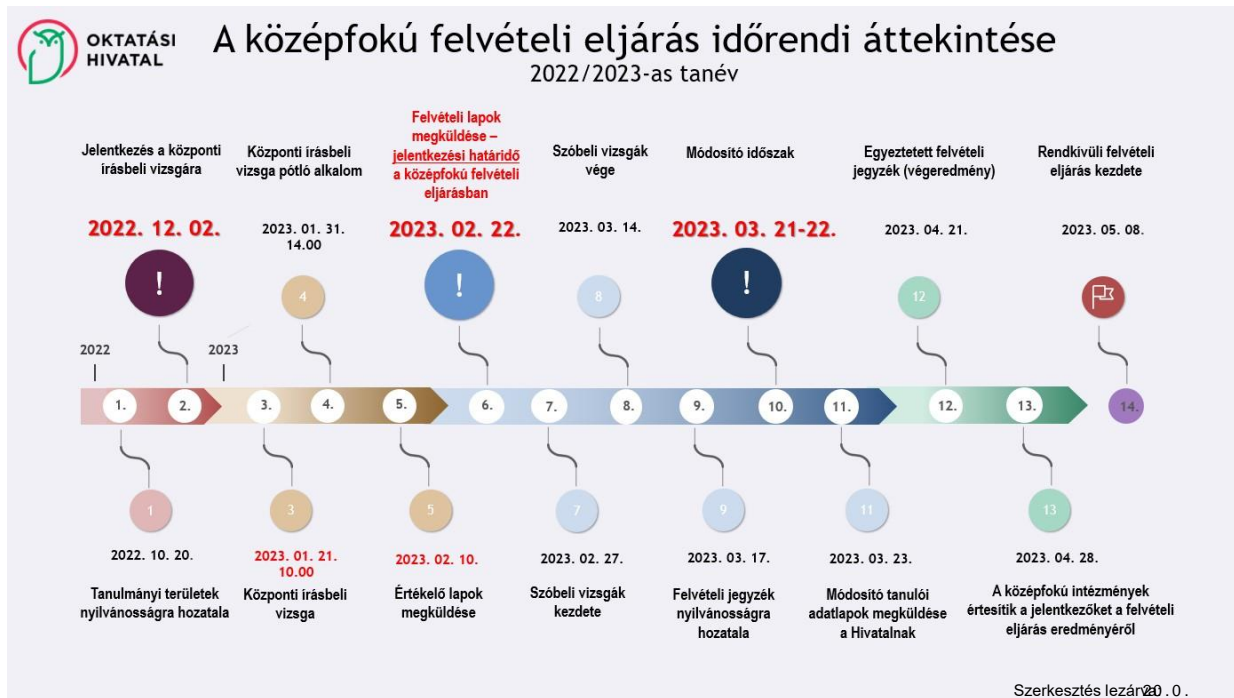 OKTATÁSI
HIVATAL
A középfokú felvételi eljárás időrendi áttekintése
2022/2023-as tanév
Jelentkezés a központi
írásbeli vizsgára
2022. 12. 02.
!
Központi írásbeli
vizsga pótló alkalom
2023. 01. 31.
14.00
4
Felvételi lapok
megküldése –
jelentkezési határidő
a középfokú felvételi
eljárásban
2023. 02. 22.
!
Szóbeli vizsgák
vége
2023. 03. 14.
8
Módosító időszak
2023. 03. 21-22.
!
Egyeztetett felvételi
jegyzék (végeredmény)
2023. 04. 21.
12
Rendkívüli felvételi
eljárás kezdete
2023. 05. 08.
2022
2023
1. 2. 3. 4. 5. 6. 7. 8. 9. 10. 11. 12. 13. 14.
1
2022. 10. 20.
Tanulmányi területek
nyilvánosságra hozatala
3
2023. 01. 21.
10.00
Központi írásbeli
vizsga
5
2023. 02. 10.
Értékelő lapok
megküldése
7
2023. 02. 27.
Szóbeli vizsgák
kezdete
9
2023. 03. 17.
Felvételi jegyzék
nyilvánosságra
hozatala
11
2023. 03. 23.
Módosító tanulói
adatlapok megküldése
a Hivatalnak
13
2023. 04. 28.
A középfokú intézmények
értesítik a jelentkezőket a felvételi
eljárás eredményéről
Szerkesztés